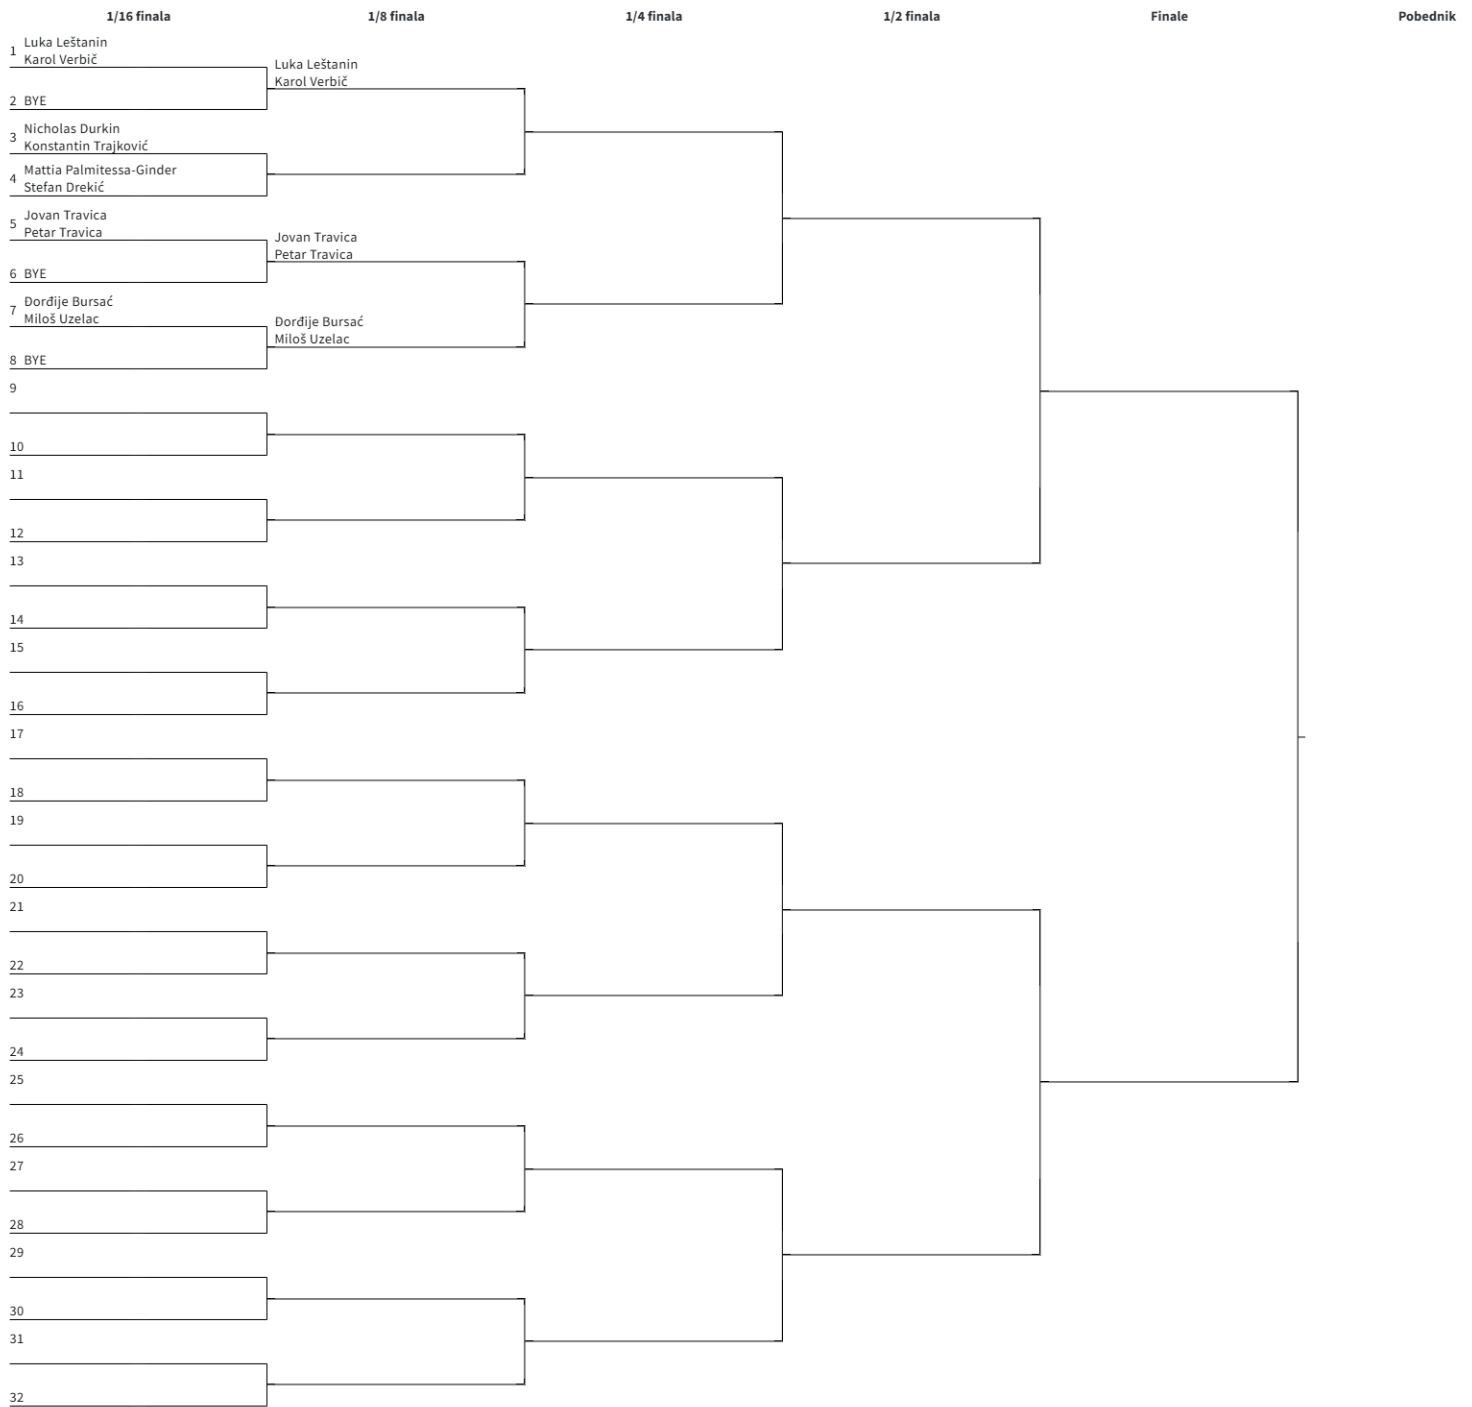 1/16 finala 1/8 finala 1/4 finala 1/2 finala Finale Pobednik
1 Luka Leštanin
Karol Verbič
Luka Leštanin
Karol Verbič
2 BYE
3 Nicholas Durkin
Konstantin Trajković
4 Mattia Palmitessa-Ginder
Stefan Drekić
5 Jovan Travica
Petar Travica
Jovan Travica
Petar Travica
6 BYE
7 Đorđije Bursać
Miloš Uzelac
Đorđije Bursać
Miloš Uzelac
8 BYE
9
10
11
12
13
14
15
16
17
18
19
20
21
22
23
24
25
26
27
28
29
30
31
32